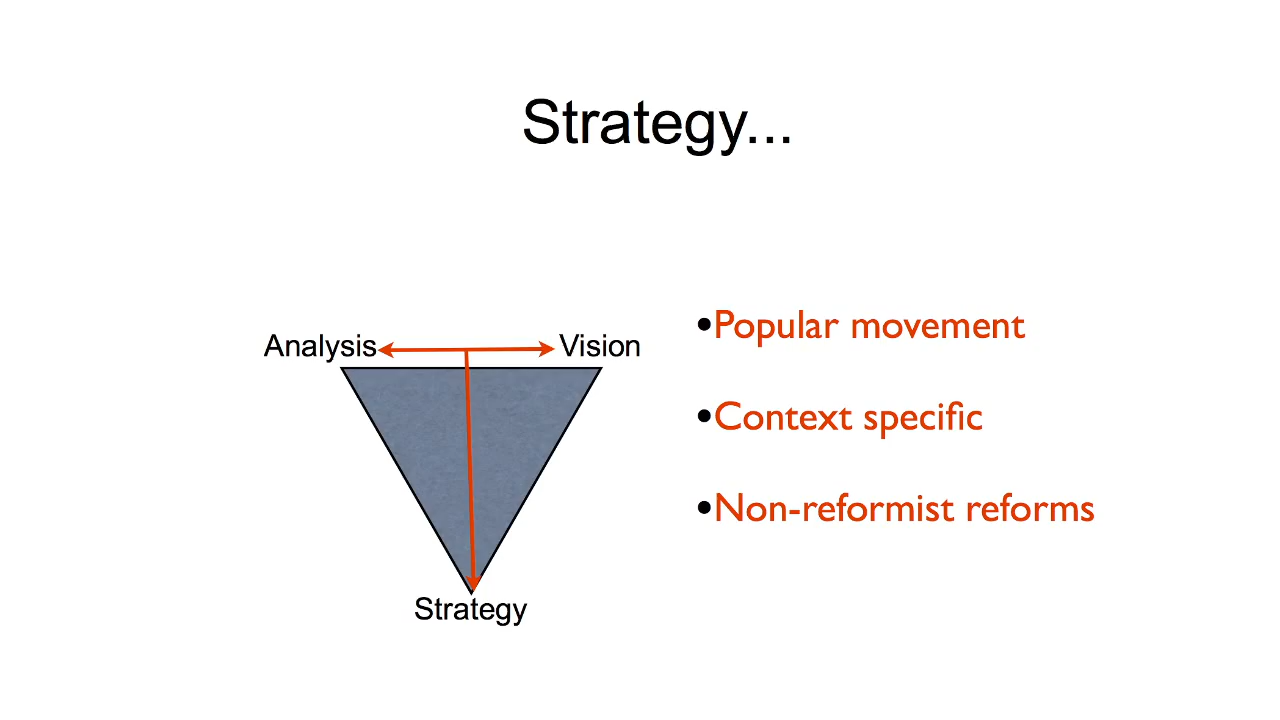 Strategy...
Analysis
Vision
Strategy
•Popular movement
•Context specific
•Non-reformist reforms